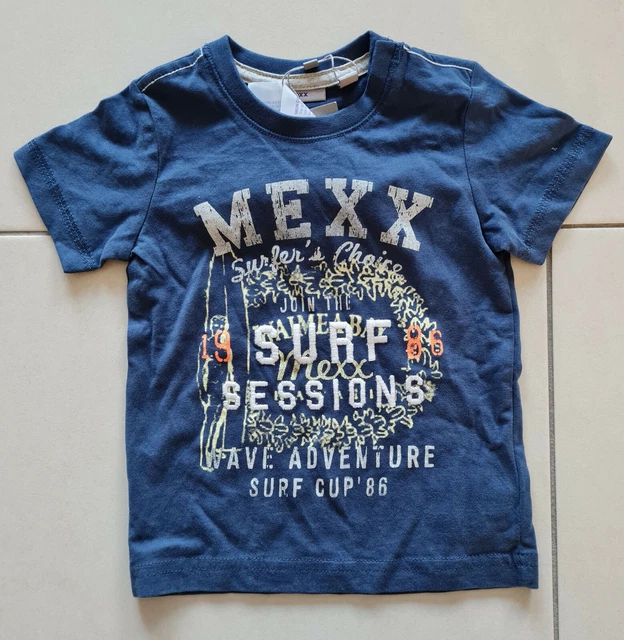 MEXX
Surfer's Choice
JOIN THE
19 SURF 86
mexx
SESSIONS
WAVE ADVENTURE
SURF CUP'86